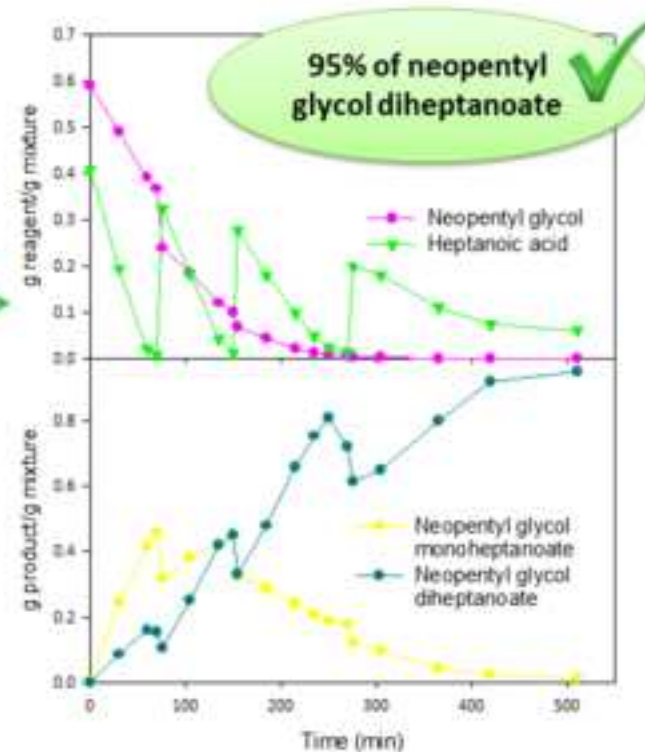 95% of neopentyl
glycol diheptanoate
0.7
0.6
0.5
0.4
0.3
0.2
0.1
0.0
g reagent/g mixture
Neopentyl glycol
Heptanoic acid
0.8
0.6
0.4
0.2
0.0
g product/g mixture
Neopentyl glycol
monoheptanoate
Neopentyl glycol
diheptanoate
0 100 200 300 400 500
Time (min)